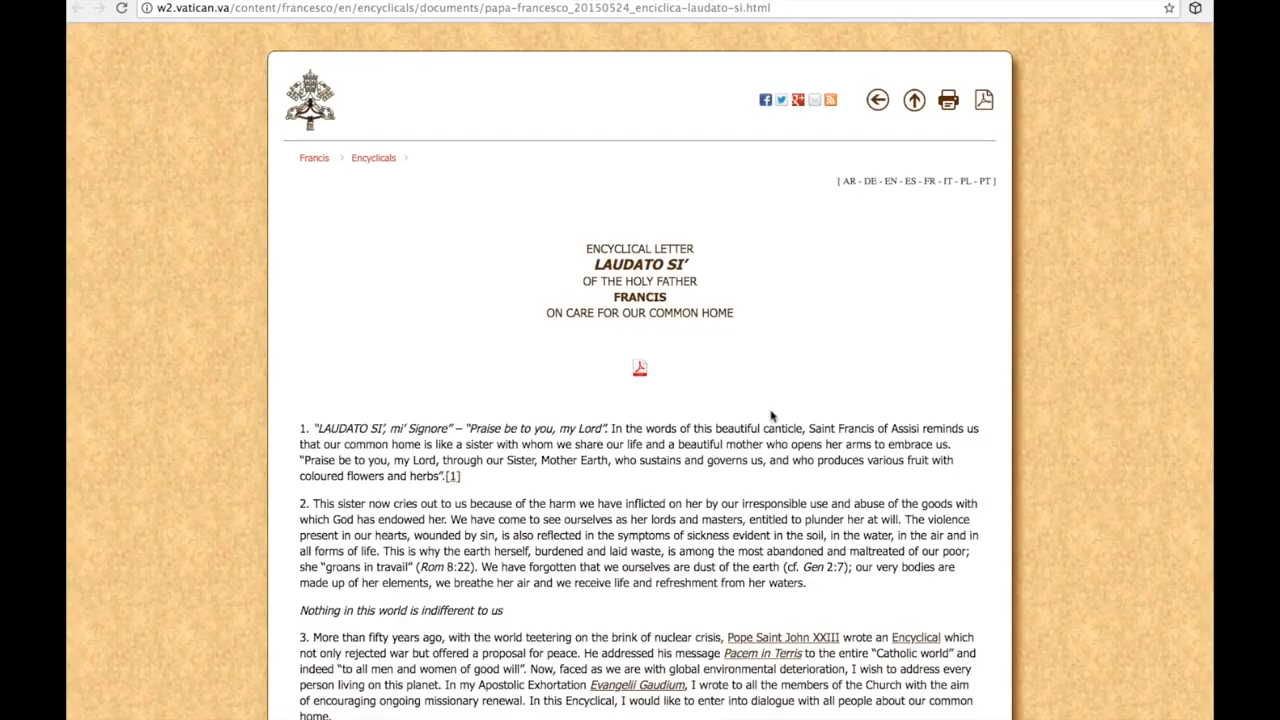 w2.vatican.va/content/francesco/en/encyclicals/documents/papa-francesco_20150524_enciclica-laudato-si.html
Francis > Encyclicals >
[ AR - DE - EN - ES - FR - IT - PL - PT ]
ENCYCLICAL LETTER
LAUDATO SI’
OF THE HOLY FATHER
FRANCIS
ON CARE FOR OUR COMMON HOME
1. “LAUDATO SI’, mi’ Signore” – “Praise be to you, my Lord”. In the words of this beautiful canticle, Saint Francis of Assisi reminds us
that our common home is like a sister with whom we share our life and a beautiful mother who opens her arms to embrace us.
“Praise be to you, my Lord, through our Sister, Mother Earth, who sustains and governs us, and who produces various fruit with
coloured flowers and herbs”.[1]
2. This sister now cries out to us because of the harm we have inflicted on her by our irresponsible use and abuse of the goods with
which God has endowed her. We have come to see ourselves as her lords and masters, entitled to plunder her at will. The violence
present in our hearts, wounded by sin, is also reflected in the symptoms of sickness evident in the soil, in the water, in the air and in
all forms of life. This is why the earth herself, burdened and laid waste, is among the most abandoned and maltreated of our poor;
she “groans in travail” (Rom 8:22). We have forgotten that we ourselves are dust of the earth (cf. Gen 2:7); our very bodies are
made up of her elements, we breathe her air and we receive life and refreshment from her waters.
Nothing in this world is indifferent to us
3. More than fifty years ago, with the world teetering on the brink of nuclear crisis, Pope Saint John XXIII wrote an Encyclical which
not only rejected war but offered a proposal for peace. He addressed his message Pacem in Terris to the entire “Catholic world” and
indeed “to all men and women of good will”. Now, faced as we are with global environmental deterioration, I wish to address every
person living on this planet. In my Apostolic Exhortation Evangelii Gaudium, I wrote to all the members of the Church with the aim
of encouraging ongoing missionary renewal. In this Encyclical, I would like to enter into dialogue with all people about our common
home.